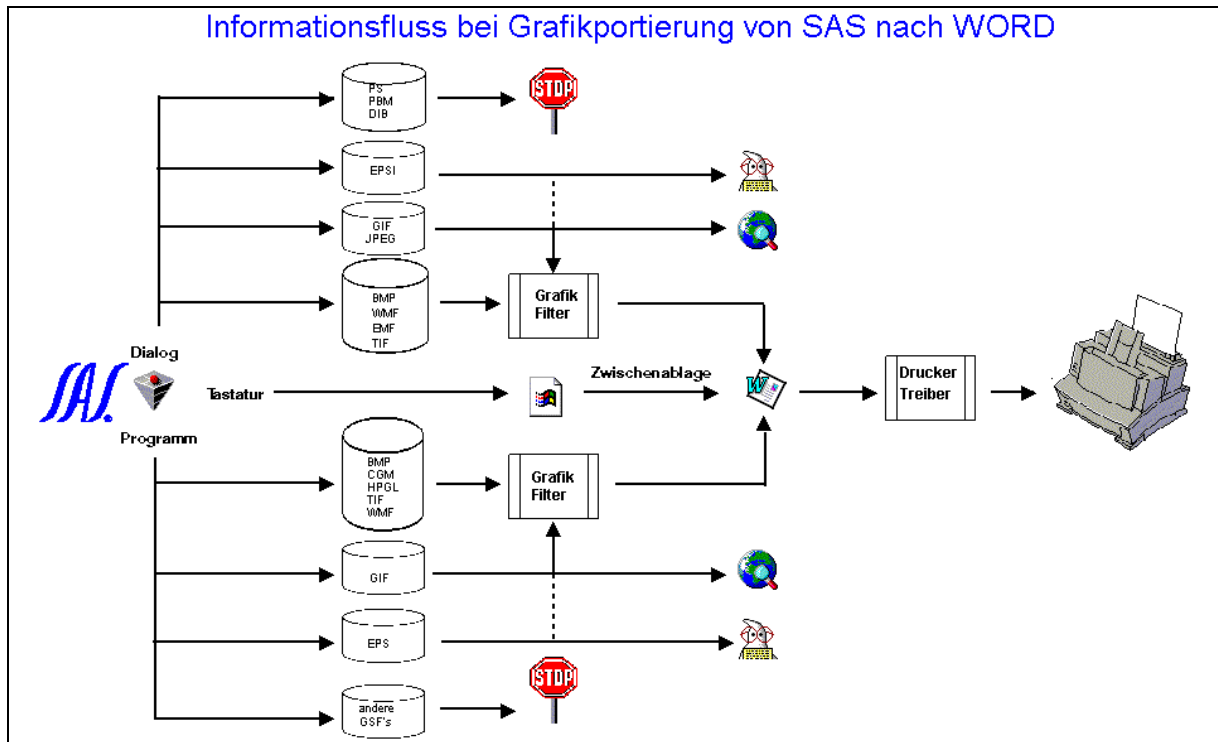 Informationsfluss bei Grafikportierung von SAS nach WORD
PS
PBM
DIB
STOP
EPSI
GIF
JPEG
BMP
WMF
EMF
TIF
Grafik
Filter
Dialog
SAS.
Tastatur
Zwischenablage
W
Drucker
Treiber
Programm
BMP
CGM
HPGL
TIF
WMF
Grafik
Filter
GIF
EPS
STOP
andere
GSF's